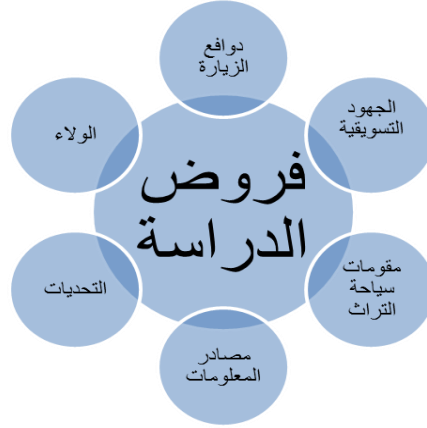 دوافع
الزيارة
الجهود
التسويقية
مقومات
سياحة
التراث
مصادر
المعلومات
التحديات
الولاء
فروض
الدراسة